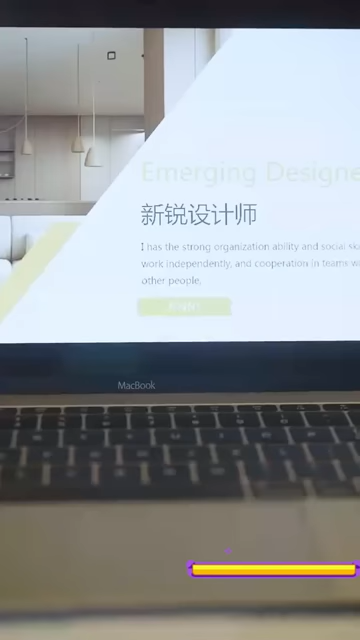 Emerging Designe
新锐设计师
I has the strong organization ability and social sk
work independently, and cooperation in teams w
other people,
MacBook